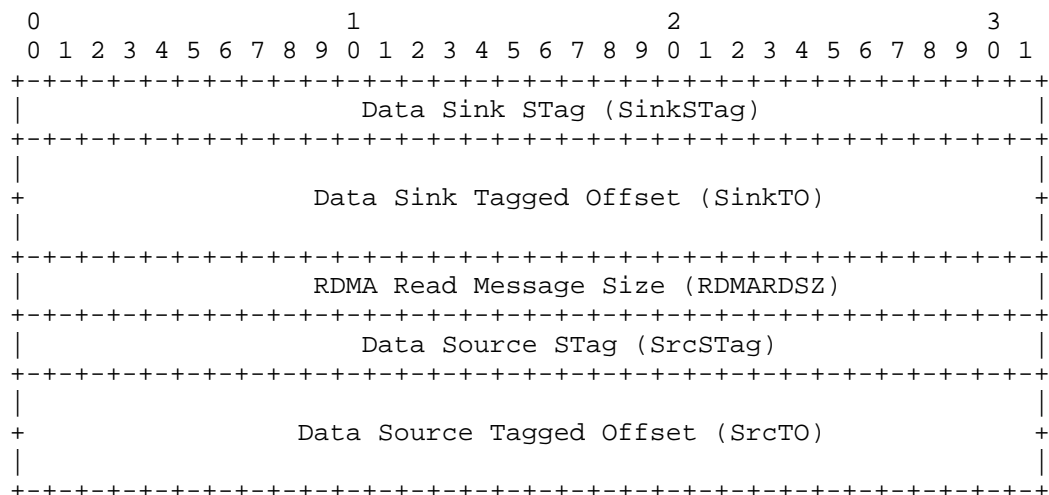 0                   1                   2                   3
 0 1 2 3 4 5 6 7 8 9 0 1 2 3 4 5 6 7 8 9 0 1 2 3 4 5 6 7 8 9 0 1
+-+-+-+-+-+-+-+-+-+-+-+-+-+-+-+-+-+-+-+-+-+-+-+-+-+-+-+-+-+-+-+-+
|                     Data Sink STag (SinkSTag)                 |
+-+-+-+-+-+-+-+-+-+-+-+-+-+-+-+-+-+-+-+-+-+-+-+-+-+-+-+-+-+-+-+-+
|                                                               |
+                  Data Sink Tagged Offset (SinkTO)             +
|                                                               |
+-+-+-+-+-+-+-+-+-+-+-+-+-+-+-+-+-+-+-+-+-+-+-+-+-+-+-+-+-+-+-+-+
|                  RDMA Read Message Size (RDMARDSZ)            |
+-+-+-+-+-+-+-+-+-+-+-+-+-+-+-+-+-+-+-+-+-+-+-+-+-+-+-+-+-+-+-+-+
|                     Data Source STag (SrcSTag)                |
+-+-+-+-+-+-+-+-+-+-+-+-+-+-+-+-+-+-+-+-+-+-+-+-+-+-+-+-+-+-+-+-+
|                                                               |
+                 Data Source Tagged Offset (SrcTO)             +
|                                                               |
+-+-+-+-+-+-+-+-+-+-+-+-+-+-+-+-+-+-+-+-+-+-+-+-+-+-+-+-+-+-+-+-+